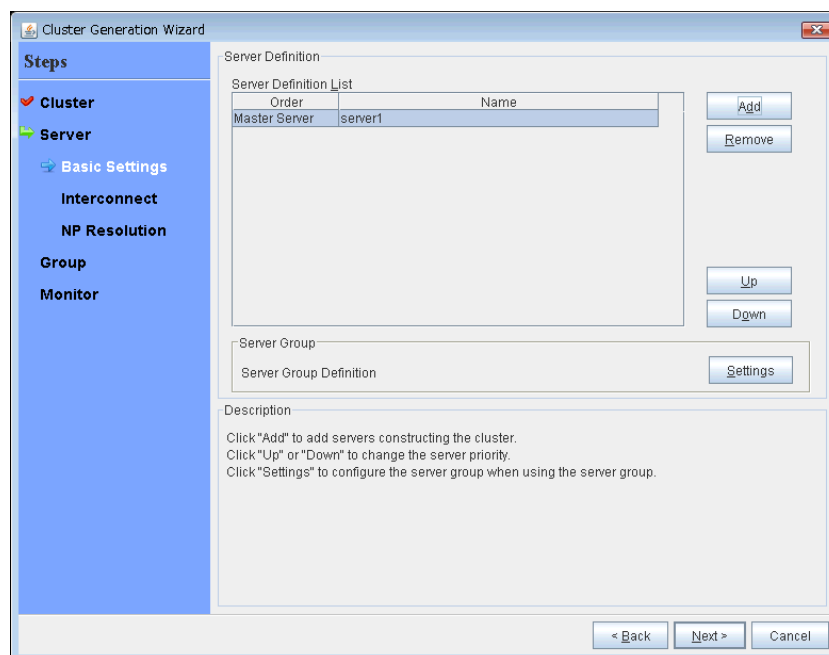 Cluster Generation Wizard
Steps
Cluster
Server
Basic Settings
Interconnect
NP Resolution
Group
Monitor
Server Definition
Server Definition List
Order Name
Master Server server1
Add
Remove
Up
Down
Server Group
Server Group Definition
Settings
Description
Click "Add" to add servers constructing the cluster.
Click "Up" or "Down" to change the server priority.
Click "Settings" to configure the server group when using the server group.
< Back Next > Cancel